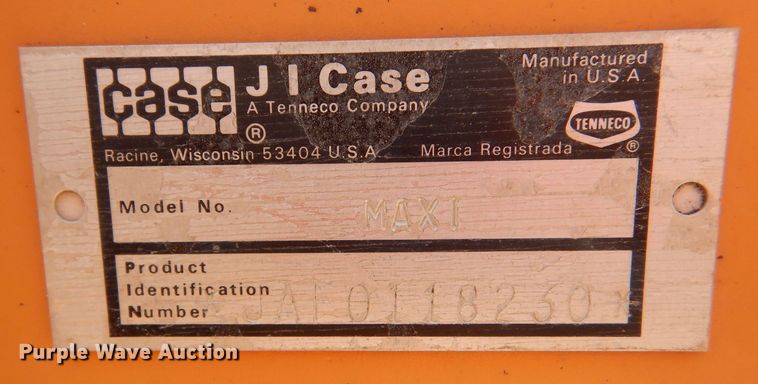 case J I Case
A Tenneco Company
®
Manufactured
in U.S.A.
TENNECO
®
Racine, Wisconsin 53404 U.S.A. Marca Registrada
Model No. MAXI
Product
Identification
Number
Purple Wave Auction